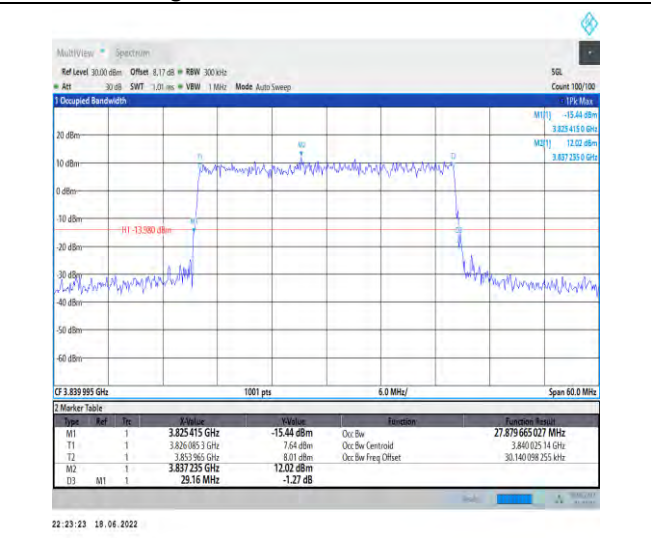 MultiView Spectrum
Ref Level 30.00 dBm Offset 8.17 dB RBW 300 kHz SGL
Att 30 dB SWT 1.01 ms VBW 1 MHz Mode Auto Sweep Count 100/100
1 Occupied Bandwidth 1Pk Max
M1[1] -15.44 dBm
3.825 415 0 GHz
M2[1] 12.02 dBm
3.837 235 0 GHz
20 dBm
M2
T1
10 dBm
0 dBm
-10 dBm
M1
H1 -13.980 dBm
-20 dBm
-30 dBm
-40 dBm
-50 dBm
-60 dBm
CF 3.839 995 GHz 1001 pts 6.0 MHz/ Span 60.0 MHz
2 Marker Table
Type Ref Trc X-Value Y-Value Function Function Result
M1 1 3.825 415 GHz -15.44 dBm Occ Bw 27.879 665 027 MHz
T1 1 3.826 085 3 GHz 7.64 dBm Occ Bw Centroid 3.840 025 14 GHz
T2 1 3.853 965 GHz 8.01 dBm Occ Bw Freq Offset 30.140 098 255 kHz
M2 1 3.837 235 GHz 12.02 dBm
D3 M1 1 29.16 MHz -1.27 dB
22:23:23 18.06.2022